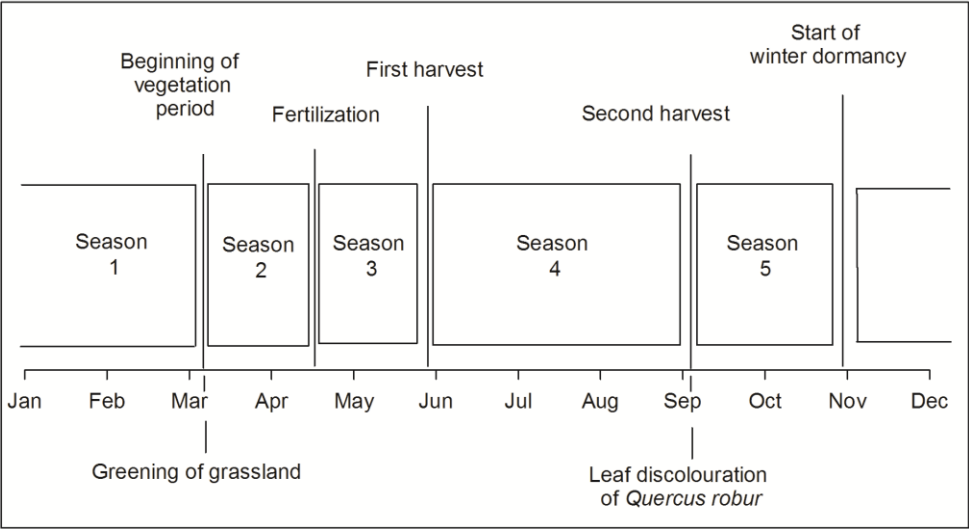 Beginning of
vegetation
period
Fertilization
First harvest
Second harvest
Start of
winter dormancy
Season
1
Season
2
Season
3
Season
4
Season
5
Jan Feb Mar Apr May Jun Jul Aug Sep Oct Nov Dec
Greening of grassland
Leaf discolouration
of Quercus robur